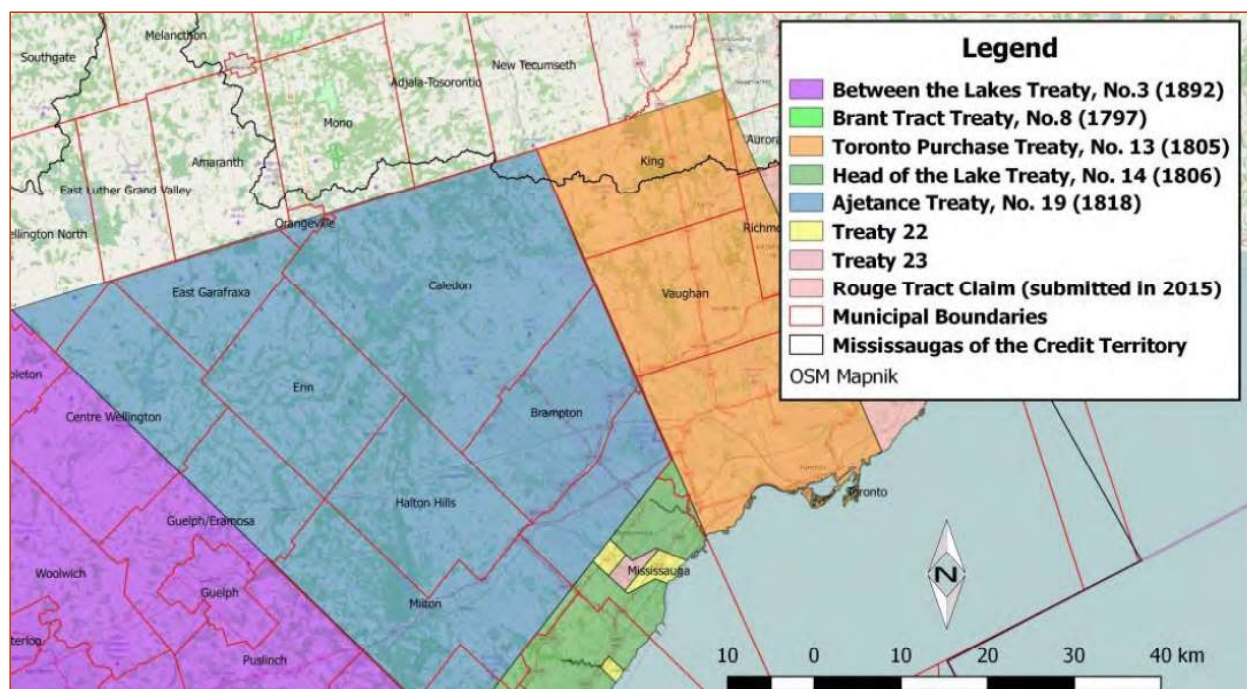 Southgate
Melancthon
Adjala-Tosorontio
New Tecumseth
Mono
Amaranth
East Luther Grand Valley
ellington North
Orangeville
King
Aurora
Richm
Vaughan
East Garafraxa
Caledon
Erin
Brampton
pleton
Centre Wellington
Halton Hills
Guelph/Eramosa
Woolwich
Guelph
Milton
Mississauga
Toronto
terloo
Puslinch
Legend
Between the Lakes Treaty, No.3 (1892)
Brant Tract Treaty, No.8 (1797)
Toronto Purchase Treaty, No. 13 (1805)
Head of the Lake Treaty, No. 14 (1806)
Ajetance Treaty, No. 19 (1818)
Treaty 22
Treaty 23
Rouge Tract Claim (submitted in 2015)
Municipal Boundaries
Mississaugas of the Credit Territory
OSM Mapnik
N
10 0 10 20 30 40 km